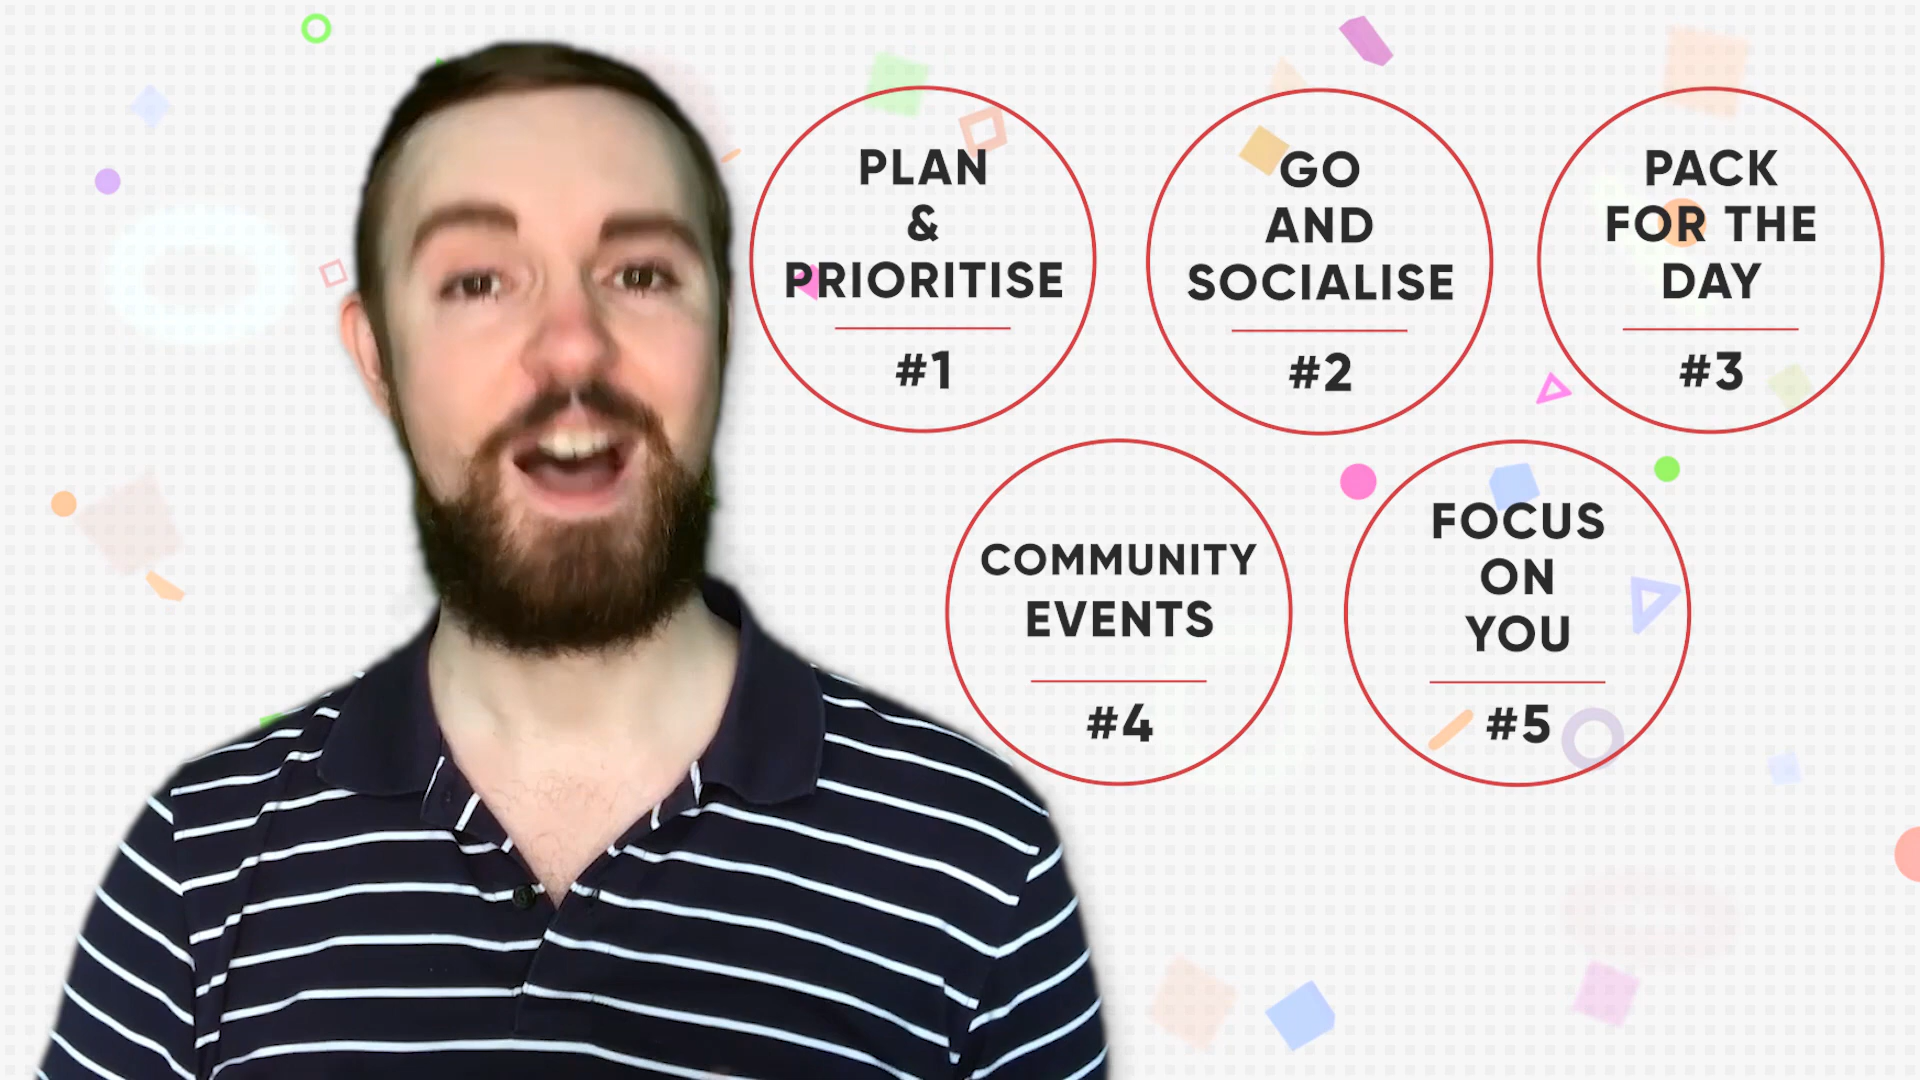 PLAN
&
PRIORITISE
#1
GO
AND
SOCIALISE
#2
PACK
FOR THE
DAY
#3
COMMUNITY
EVENTS
#4
FOCUS
ON
YOU
#5